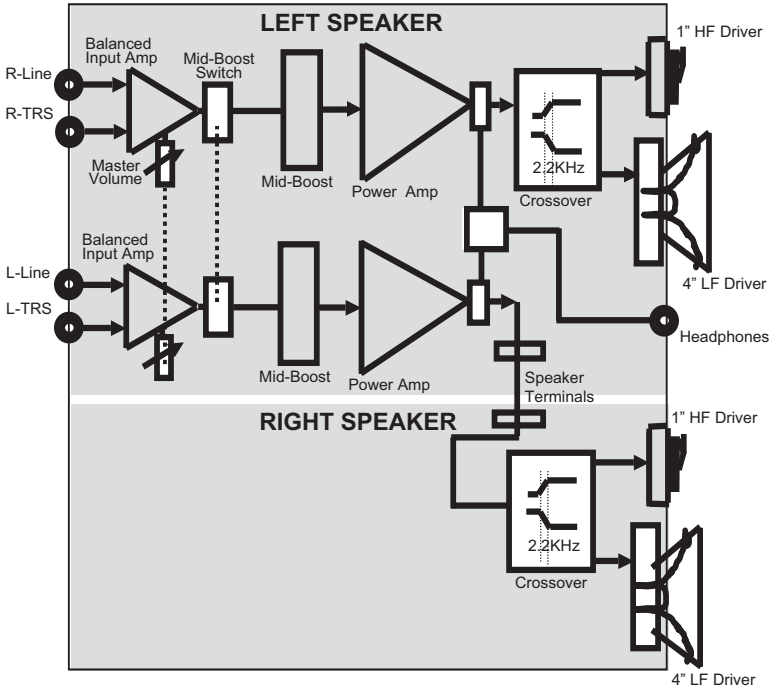 LEFT SPEAKER
1” HF Driver
Balanced
Input Amp
Mid-Boost
Switch
R-Line
R-TRS
Master
Volume
Mid-Boost
Power Amp
2.2KHz
Crossover
4” LF Driver
Balanced
Input Amp
L-Line
L-TRS
Headphones
Mid-Boost
Power Amp
Speaker
Terminals
RIGHT SPEAKER
1” HF Driver
2.2KHz
Crossover
4” LF Driver